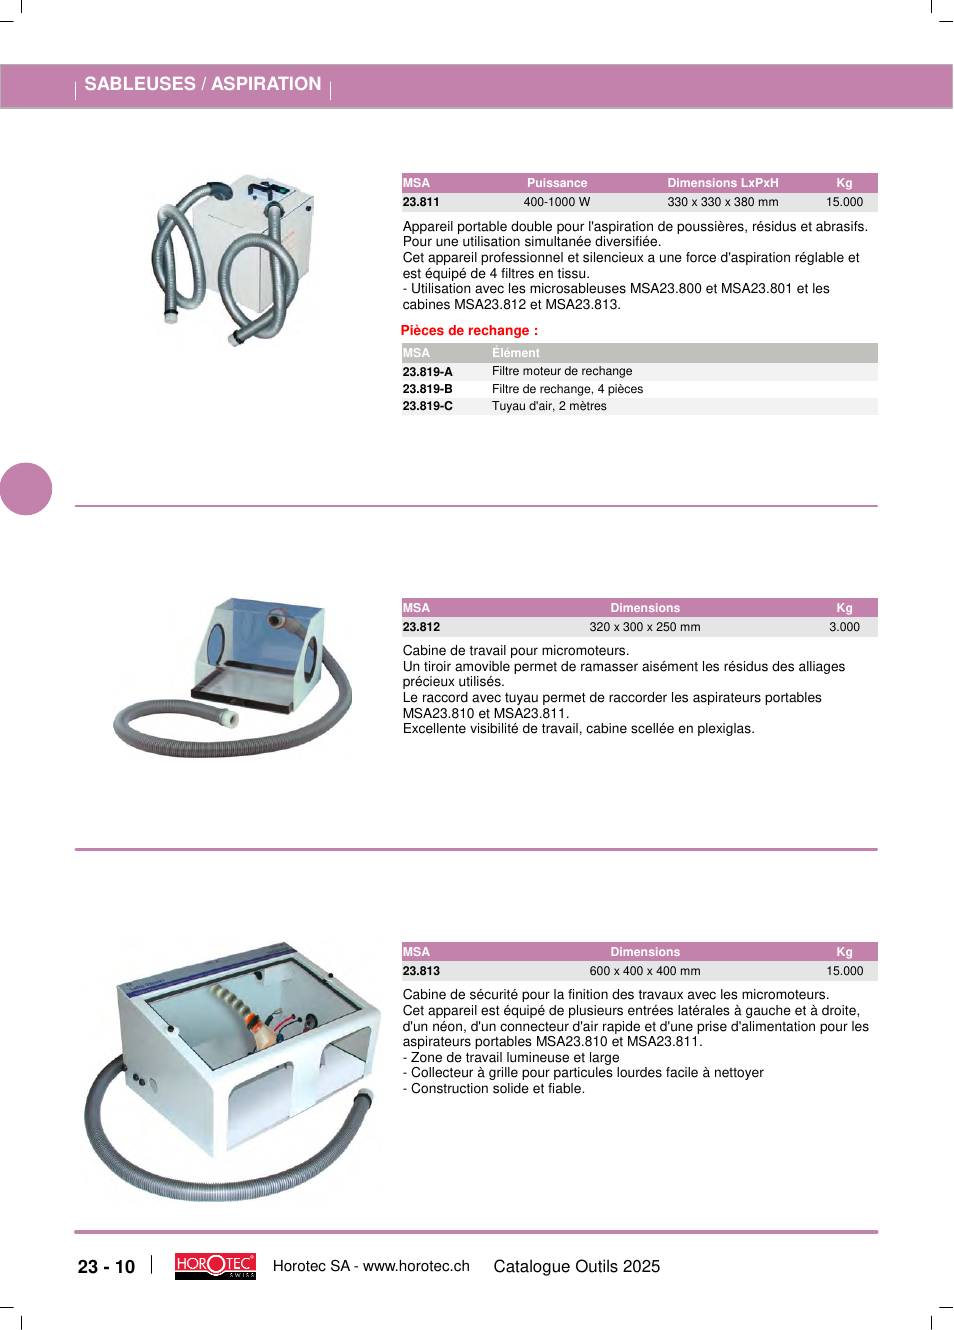 SABLEUSES / ASPIRATION
MSA Puissance Dimensions LxPxH Kg
23.811 400-1000 W 330 x 330 x 380 mm 15.000
Appareil portable double pour l'aspiration de poussières, résidus et abrasifs.
Pour une utilisation simultanée diversifiée.
Cet appareil professionnel et silencieux a une force d'aspiration réglable et
est équipé de 4 filtres en tissu.
- Utilisation avec les microsableuses MSA23.800 et MSA23.801 et les
cabines MSA23.812 et MSA23.813.
Pièces de rechange :
MSA Élément
23.819-A Filtre moteur de rechange
23.819-B Filtre de rechange, 4 pièces
23.819-C Tuyau d'air, 2 mètres
MSA Dimensions Kg
23.812 320 x 300 x 250 mm 3.000
Cabine de travail pour micromoteurs.
Un tiroir amovible permet de ramasser aisément les résidus des alliages
précieux utilisés.
Le raccord avec tuyau permet de raccorder les aspirateurs portables
MSA23.810 et MSA23.811.
Excellente visibilité de travail, cabine scellée en plexiglas.
MSA Dimensions Kg
23.813 600 x 400 x 400 mm 15.000
Cabine de sécurité pour la finition des travaux avec les micromoteurs.
Cet appareil est équipé de plusieurs entrées latérales à gauche et à droite,
d'un néon, d'un connecteur d'air rapide et d'une prise d'alimentation pour les
aspirateurs portables MSA23.810 et MSA23.811.
- Zone de travail lumineuse et large
- Collecteur à grille pour particules lourdes facile à nettoyer
- Construction solide et fiable.
23 - 10 HOROTEC® SWISS Horotec SA - www.horotec.ch Catalogue Outils 2025